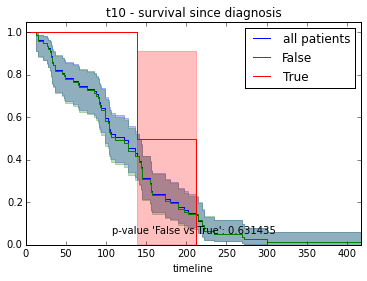 t10 - survival since diagnosis
all patients
False
True
1.0
0.8
0.6
0.4
0.2
0.0
p-value 'False vs True': 0.631435
0 50 100 150 200 250 300 350 400
timeline